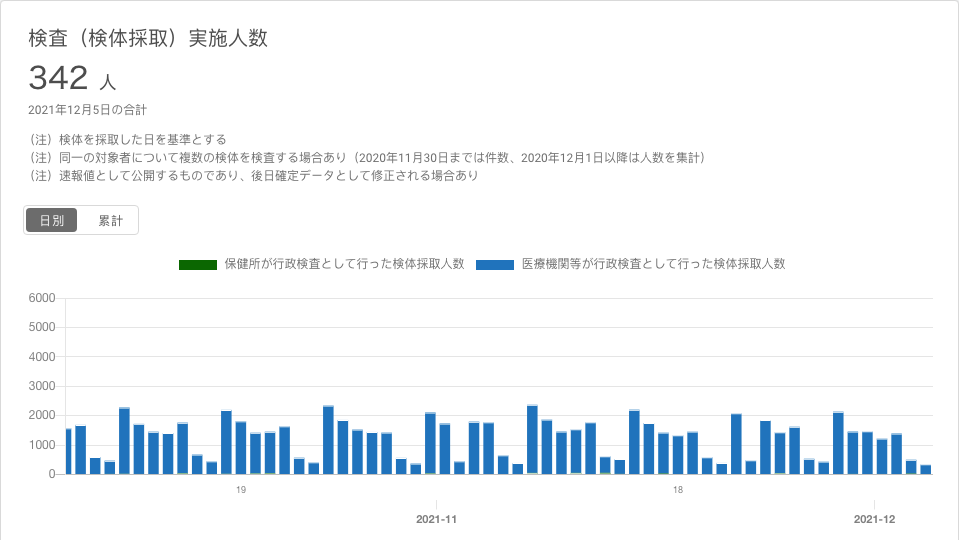 検査（検体採取）実施人数
342 人
2021年12月5日の合計
（注）検体を採取した日を基準とする
（注）同一の対象者について複数の検体を検査する場合あり（2020年11月30日までは件数、2020年12月1日以降は人数を集計）
（注）速報値として公開するものであり、後日確定データとして修正される場合あり
日別 累計
保健所が行政検査として行った検体採取人数 医療機関等が行政検査として行った検体採取人数
6000
5000
4000
3000
2000
1000
0
19 18
2021-11 2021-12